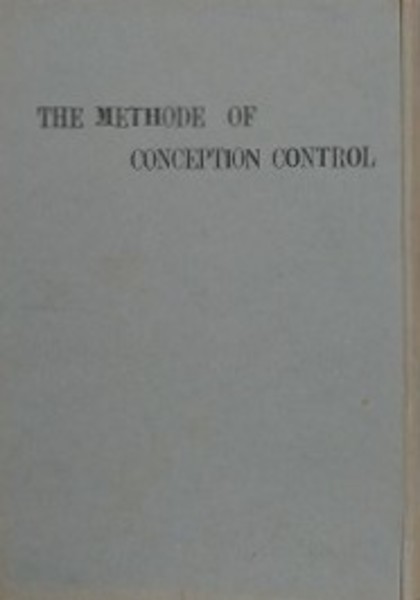 THE METHODE OF
CONCEPTION CONTROL